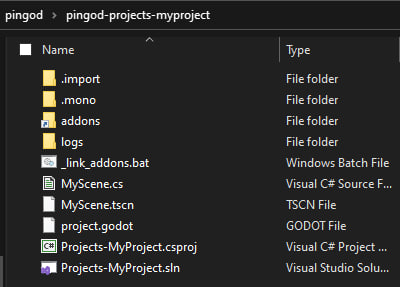 pingod > pingod-projects-myproject
Name Type
.import File folder
.mono File folder
addons File folder
logs File folder
_link_addons.bat Windows Batch File
MyScene.cs Visual C# Source F...
MyScene.tscn TSCN File
project.godot GODOT File
C# Projects-MyProject.csproj Visual C# Project ...
Projects-MyProject.sln Visual Studio Solu...